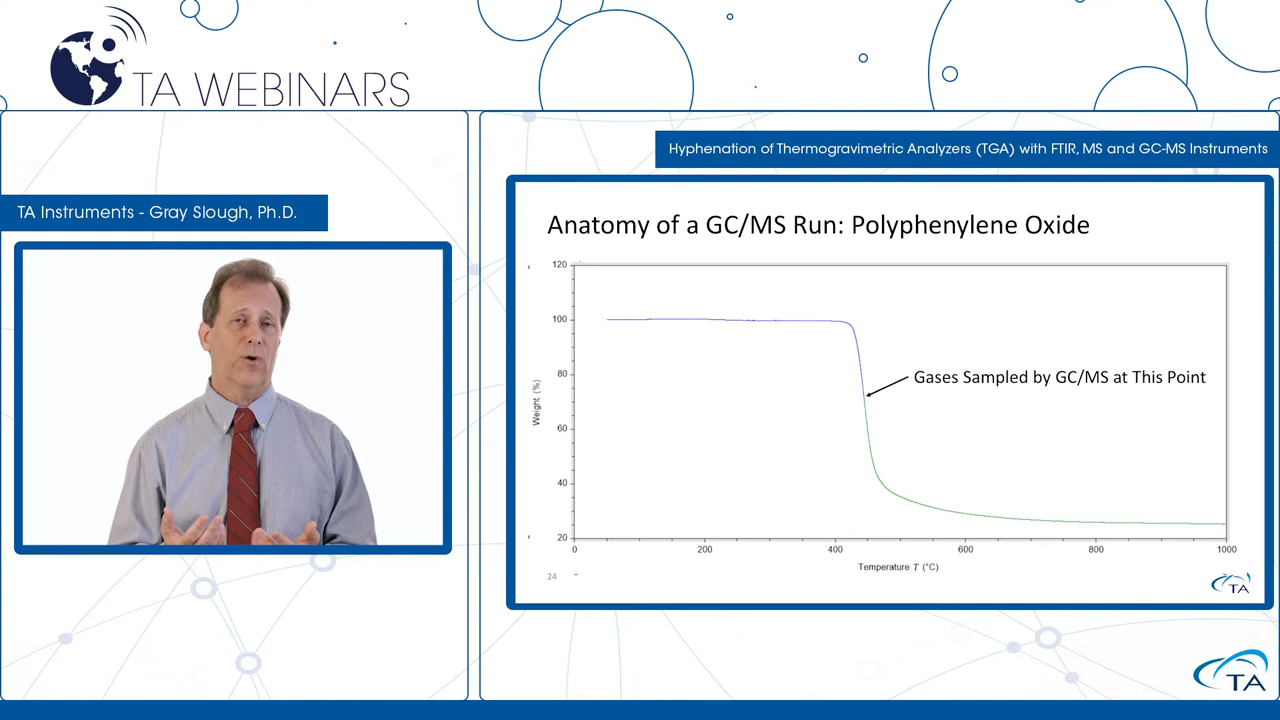 TA WEBINARS
Hyphenation of Thermogravimetric Analyzers (TGA) with FTIR, MS and GC-MS Instruments
TA Instruments - Gray Slough, Ph.D.
Anatomy of a GC/MS Run: Polyphenylene Oxide
120
100
80
60
40
20
Weight (%)
Gases Sampled by GC/MS at This Point
0 200 400 600 800 1000
Temperature T (°C)
24
TA
TA